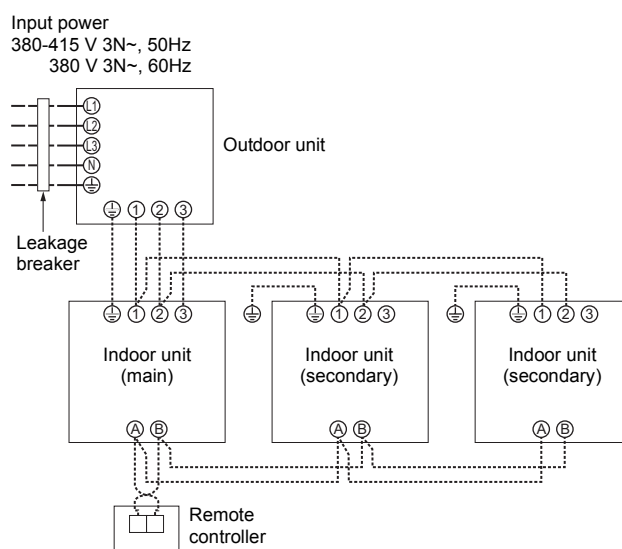 Input power
380-415 V 3N~, 50Hz
380 V 3N~, 60Hz
L1
L2
L3
N
Outdoor unit
1 2 3
Leakage
breaker
1 2 3
1 2 3
1 2 3
Indoor unit
(main)
Indoor unit
(secondary)
Indoor unit
(secondary)
A B
A B
A B
Remote
controller